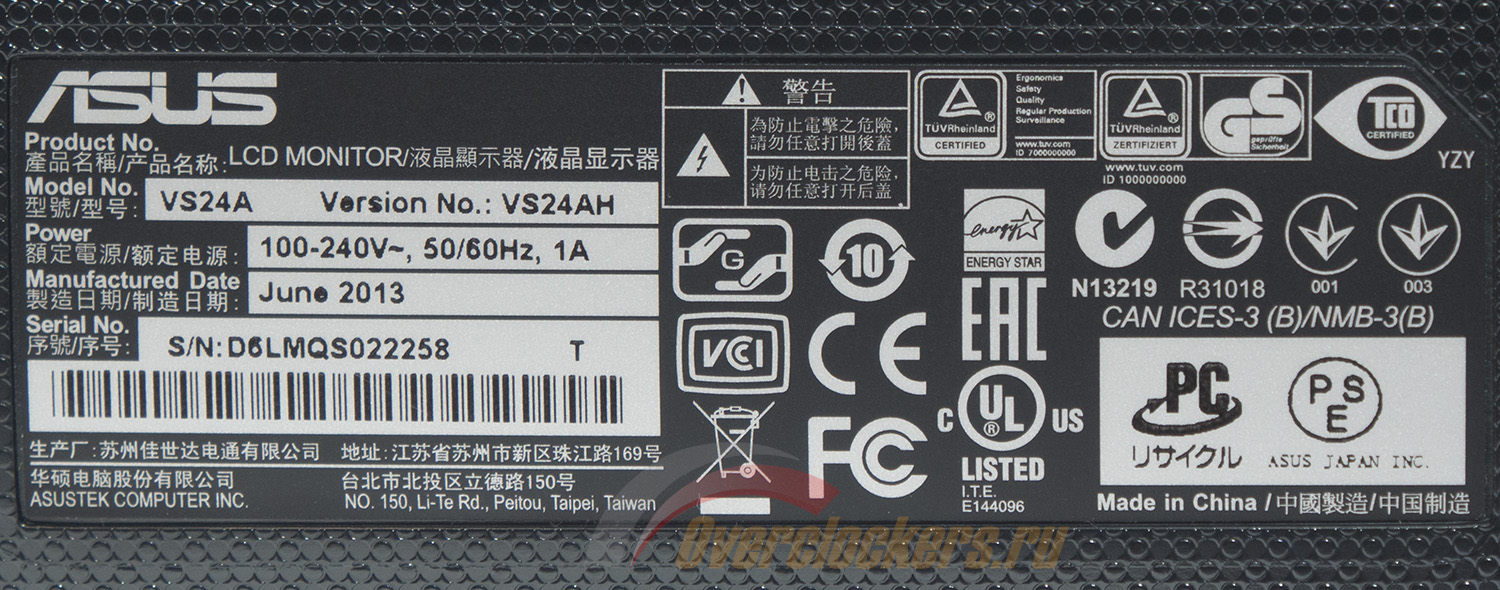 ASUS
Product No.
產品名稱/产品名称: LCD MONITOR/液晶顯示器/液晶显示器
Model No.
型號/型号: VS24A Version No.: VS24AH
Power
額定電源/额定电源: 100-240V~, 50/60Hz, 1A
Manufactured Date
製造日期/制造日期: June 2013
Serial No.
序號/序号: S/N: D6LMQS022258 T
生产厂: 苏州佳世达电通有限公司 地址: 江苏省苏州市新区珠江路169号
华硕电脑股份有限公司 台北市北投区立德路150号
ASUSTEK COMPUTER INC. NO. 150, Li-Te Rd., Peitou, Taipei, Taiwan
警告
為防止電擊之危險,
請勿任意打開後蓋
为防止电击之危险,
请勿任意打开后盖
TÜVRheinland
CERTIFIED
Ergonomics
Safety
Quality
Regular Production
Surveillance
www.tuv.com
ID 7000000000
TÜVRheinland
ZERTIFIZIERT
www.tuv.com
ID 1000000000
GS
geprüfte
Sicherheit
TCO
CERTIFIED
YZY
G
10
energy
ENERGY STAR
N13219
R31018
001
003
CAN ICES-3 (B)/NMB-3(B)
VCCI
CE
EAC
FC
C UL ® US
LISTED
I.T.E.
E144096
PC
リサイクル
PSE
ASUS JAPAN INC.
Made in China / 中國製造/中国制造
Overclockers.ru